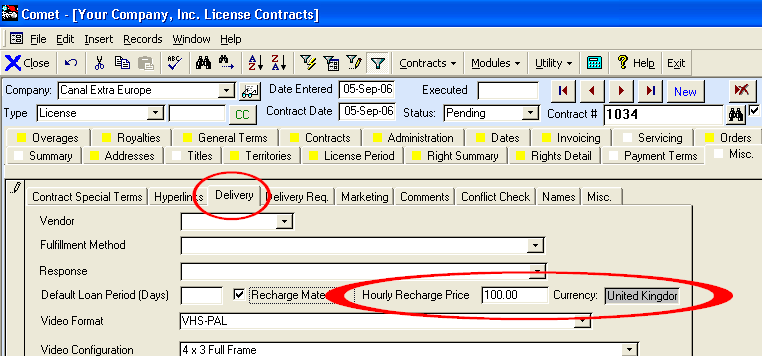 Comet - [Your Company, Inc. License Contracts]
File Edit Insert Records Window Help
Close Contracts Modules Utility Help Exit
Company: Canal Extra Europe Date Entered 05-Sep-06 Executed New
Type License CC Contract Date 05-Sep-06 Status: Pending Contract # 1034
Overages Royalties General Terms Contracts Administration Dates Invoicing Servicing Orders
Summary Addresses Titles Territories License Period Right Summary Rights Detail Payment Terms Misc.
Contract Special Terms Hyperlinks Delivery Delivery Req. Marketing Comments Conflict Check Names Misc.
Vendor
Fulfillment Method
Response
Default Loan Period (Days) Recharge Mate Hourly Recharge Price 100.00 Currency: United Kingdor
Video Format VHS-PAL
Video Configuration 4 x 3 Full Frame